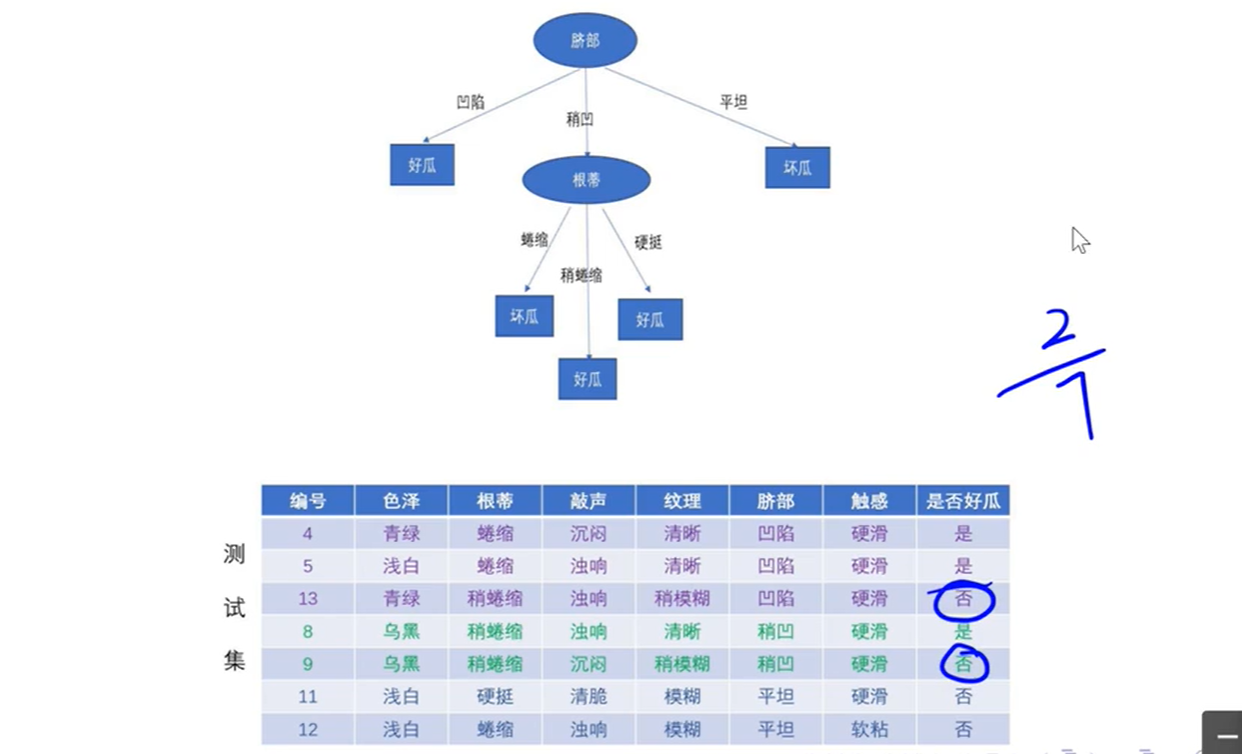 脐部
凹陷
稍凹
平坦
好瓜
根蒂
坏瓜
蜷缩
稍蜷缩
硬挺
坏瓜
好瓜
好瓜
2
7
测试集
编号 色泽 根蒂 敲声 纹理 脐部 触感 是否好瓜
4 青绿 蜷缩 沉闷 清晰 凹陷 硬滑 是
5 浅白 蜷缩 浊响 清晰 凹陷 硬滑 是
13 青绿 稍蜷缩 浊响 稍模糊 凹陷 硬滑 否
8 乌黑 稍蜷缩 浊响 清晰 稍凹 硬滑 是
9 乌黑 稍蜷缩 沉闷 稍模糊 稍凹 硬滑 否
11 浅白 硬挺 清脆 模糊 平坦 硬滑 否
12 浅白 蜷缩 浊响 模糊 平坦 软粘 否